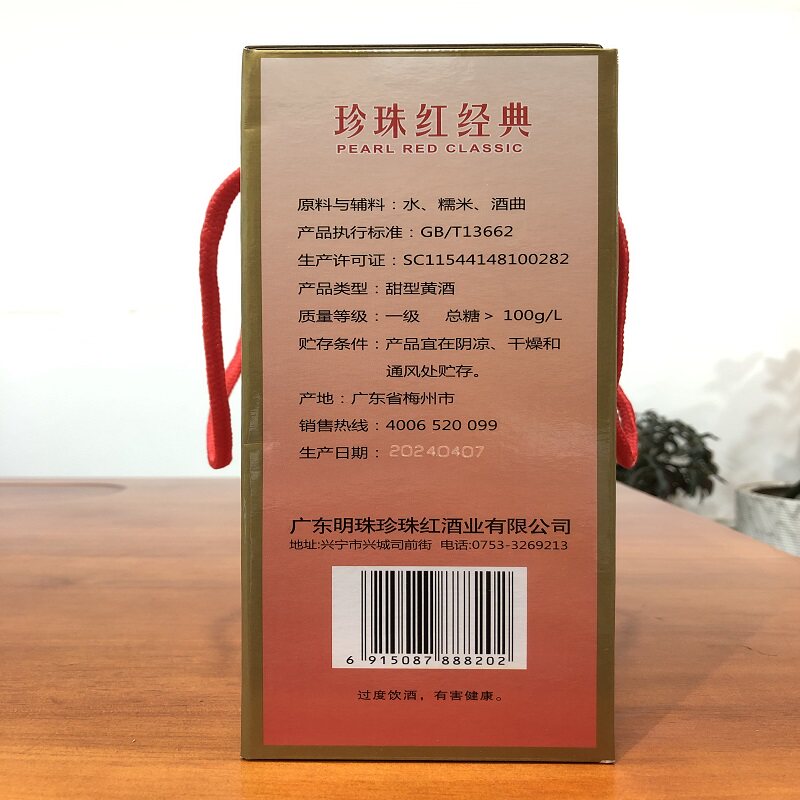 珍珠红经典
PEARL RED CLASSIC
原料与辅料：水、糯米、酒曲
产品执行标准：GB/T13662
生产许可证：SC11544148100282
产品类型：甜型黄酒
质量等级：一级 总糖＞100g/L
贮存条件：产品宜在阴凉、干燥和
通风处贮存。
产地：广东省梅州市
销售热线：4006 520 099
生产日期：20240407
广东明珠珍珠红酒业有限公司
地址:兴宁市兴城司前街 电话:0753-3269213
6 915087 888202
过度饮酒，有害健康。